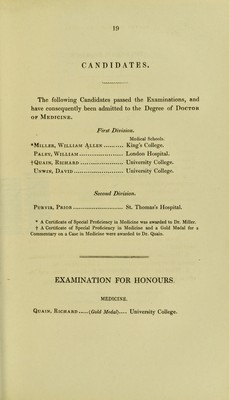 19
CANDIDATES.
The following Candidates passed the Examinations, and
have consequently been admitted to the Degree of Doctor
of Medicine.
First Division.
Medical Schools.
*Miller, William Allen .......... King's College.
Paley, William ...................... London Hospital.
†Quain, Richard ..................... University College.
Unwin, David ........................ University College.
Second Division.
Purvis, Prior ........................ St. Thomas's Hospital.
* A Certificate of Special Proficiency in Medicine was awarded to Dr. Miller.
† A Certificate of Special Proficiency in Medicine and a Gold Medal for a
Commentary on a Case in Medicine were awarded to Dr. Quain.
EXAMINATION FOR HONOURS.
MEDICINE.
Quain, Richard .....(Gold Medal).... University College.